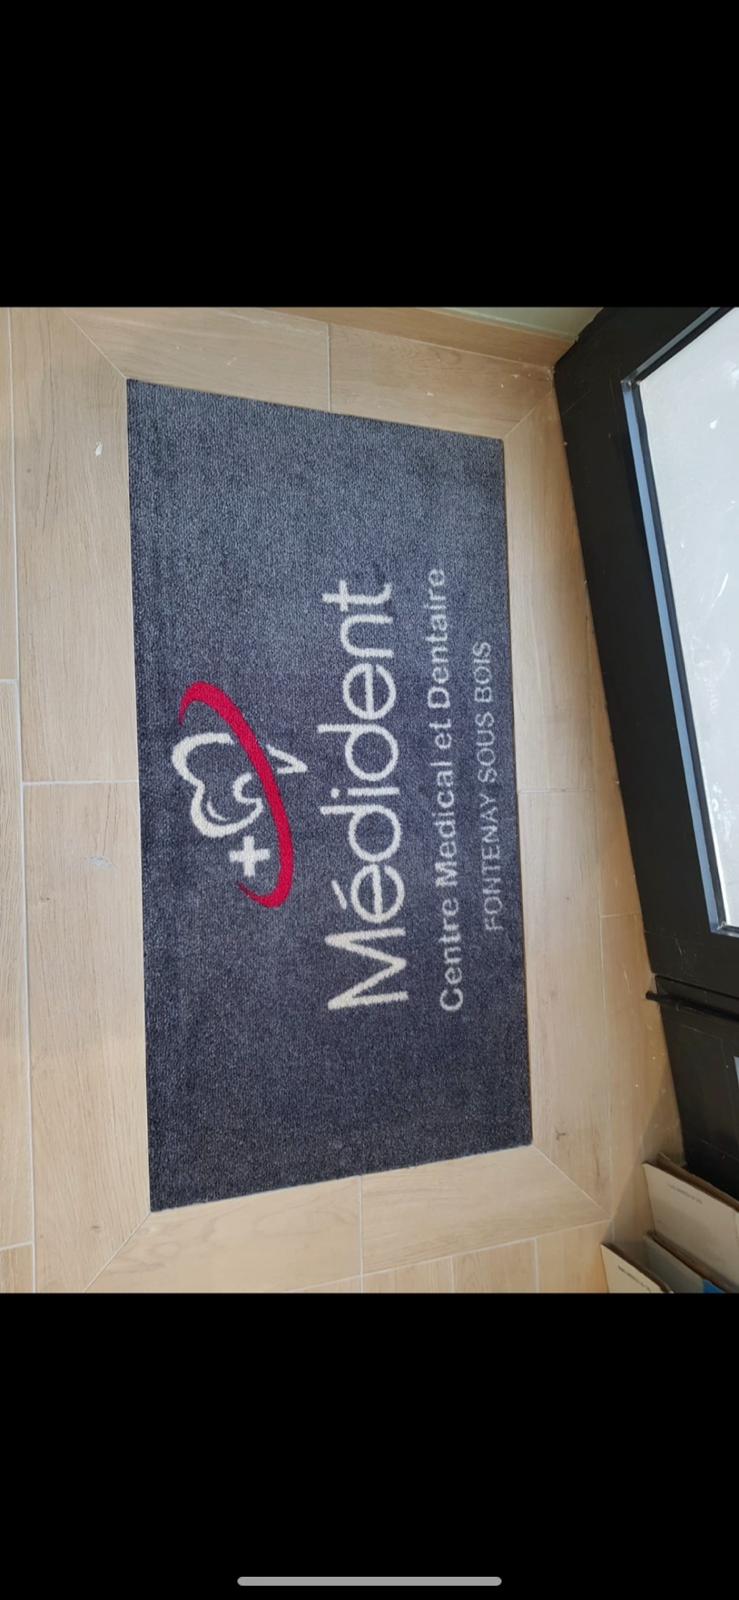 Médident
Centre Medical et Dentaire
FONTENAY SOUS BOIS